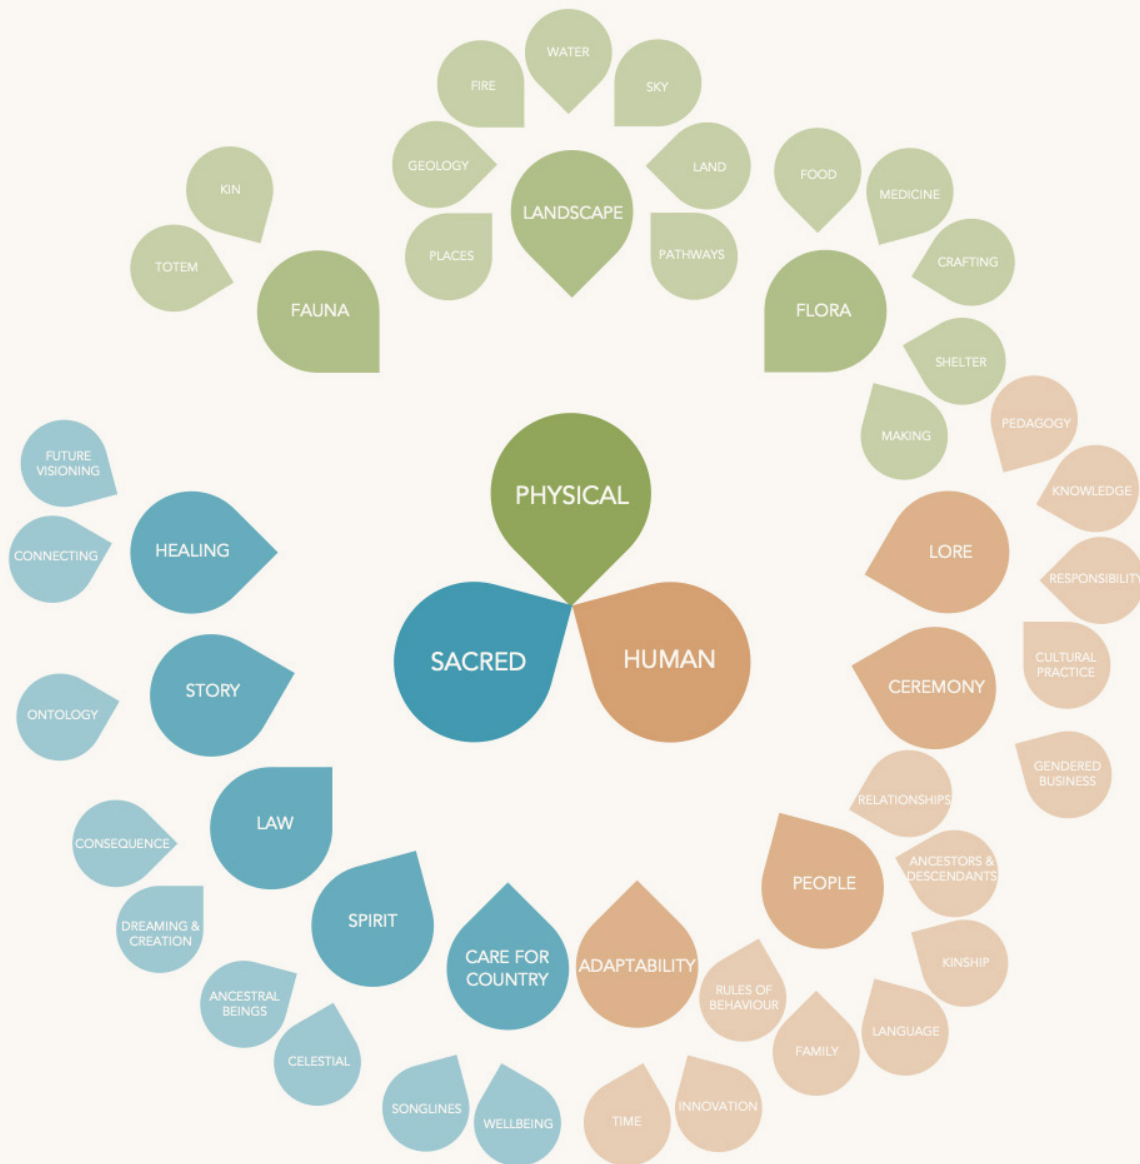 WATER
FIRE
SKY
GEOLOGY
LAND
PLACES
LANDSCAPE
PATHWAYS
KIN
TOTEM
FAUNA
FOOD
MEDICINE
CRAFTING
FLORA
SHELTER
MAKING
PHYSICAL
SACRED
HUMAN
FUTURE
VISIONING
CONNECTING
HEALING
STORY
ONTOLOGY
LAW
CONSEQUENCE
DREAMING &
CREATION
SPIRIT
ANCESTRAL
BEINGS
CELESTIAL
CARE FOR
COUNTRY
SONGLINES
WELLBEING
PEDAGOGY
KNOWLEDGE
LORE
RESPONSIBILITY
CULTURAL
PRACTICE
CEREMONY
GENDERED
BUSINESS
RELATIONSHIPS
PEOPLE
ANCESTORS &
DESCENDANTS
KINSHIP
LANGUAGE
FAMILY
RULES OF
BEHAVIOUR
ADAPTABILITY
INNOVATION
TIME